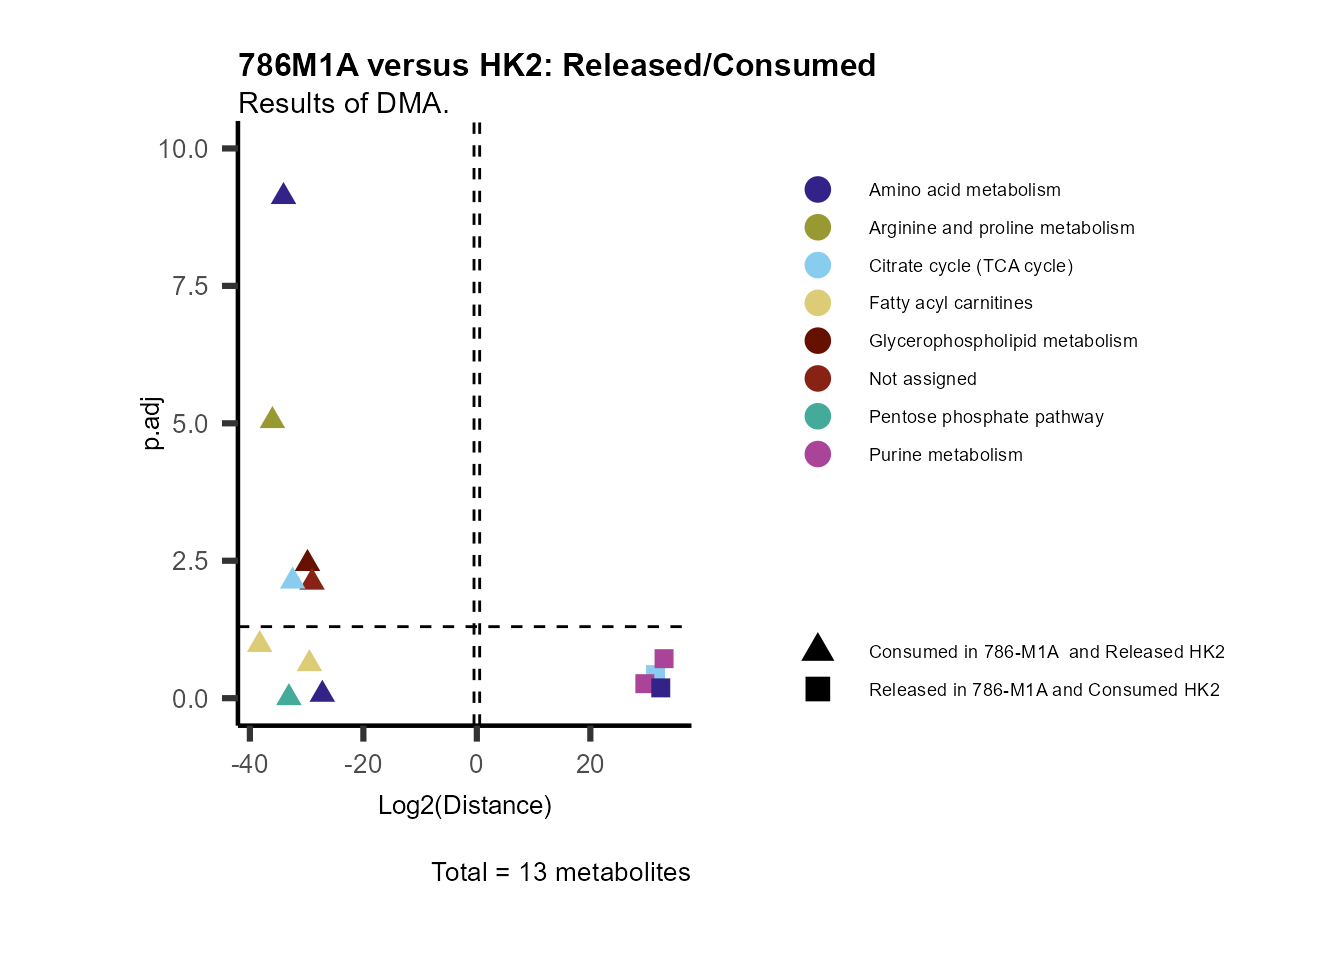 786M1A versus HK2: Released/Consumed
Results of DMA.
10.0
7.5
5.0
2.5
0.0
p.adj
-40
-20
0
20
Log2(Distance)
Total = 13 metabolites
Amino acid metabolism
Arginine and proline metabolism
Citrate cycle (TCA cycle)
Fatty acyl carnitines
Glycerophospholipid metabolism
Not assigned
Pentose phosphate pathway
Purine metabolism
Consumed in 786-M1A  and Released HK2
Released in 786-M1A and Consumed HK2